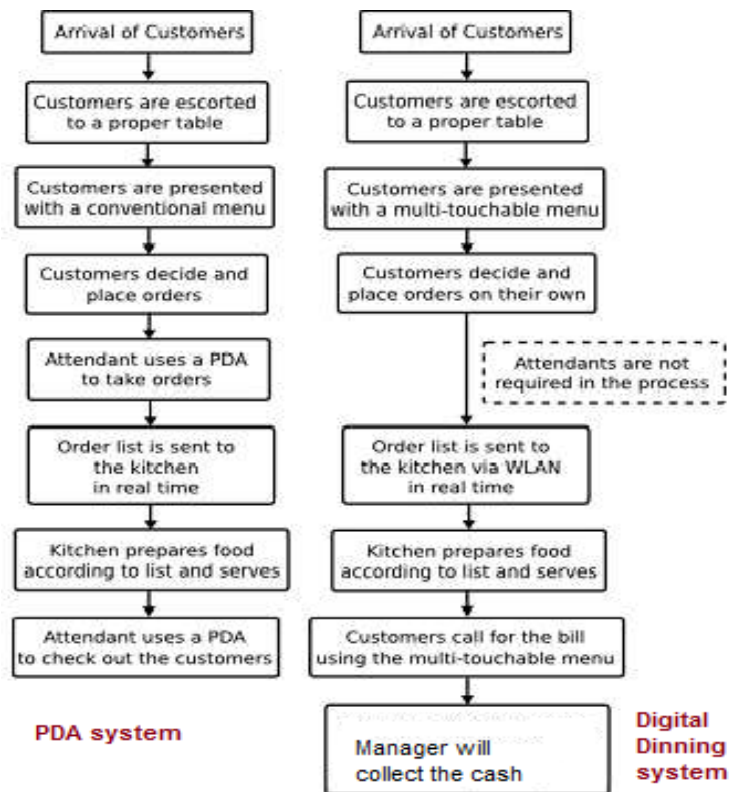 Arrival of Customers
Customers are escorted
to a proper table
Customers are presented
with a conventional menu
Customers decide and
place orders
Attendant uses a PDA
to take orders
Order list is sent to
the kitchen
in real time
Kitchen prepares food
according to list and serves
Attendant uses a PDA
to check out the customers
PDA system
Arrival of Customers
Customers are escorted
to a proper table
Customers are presented
with a multi-touchable menu
Customers decide and
place orders on their own
Attendants are not
required in the process
Order list is sent to
the kitchen via WLAN
in real time
Kitchen prepares food
according to list and serves
Customers call for the bill
using the multi-touchable menu
Manager will
collect the cash
Digital
Dinning
system